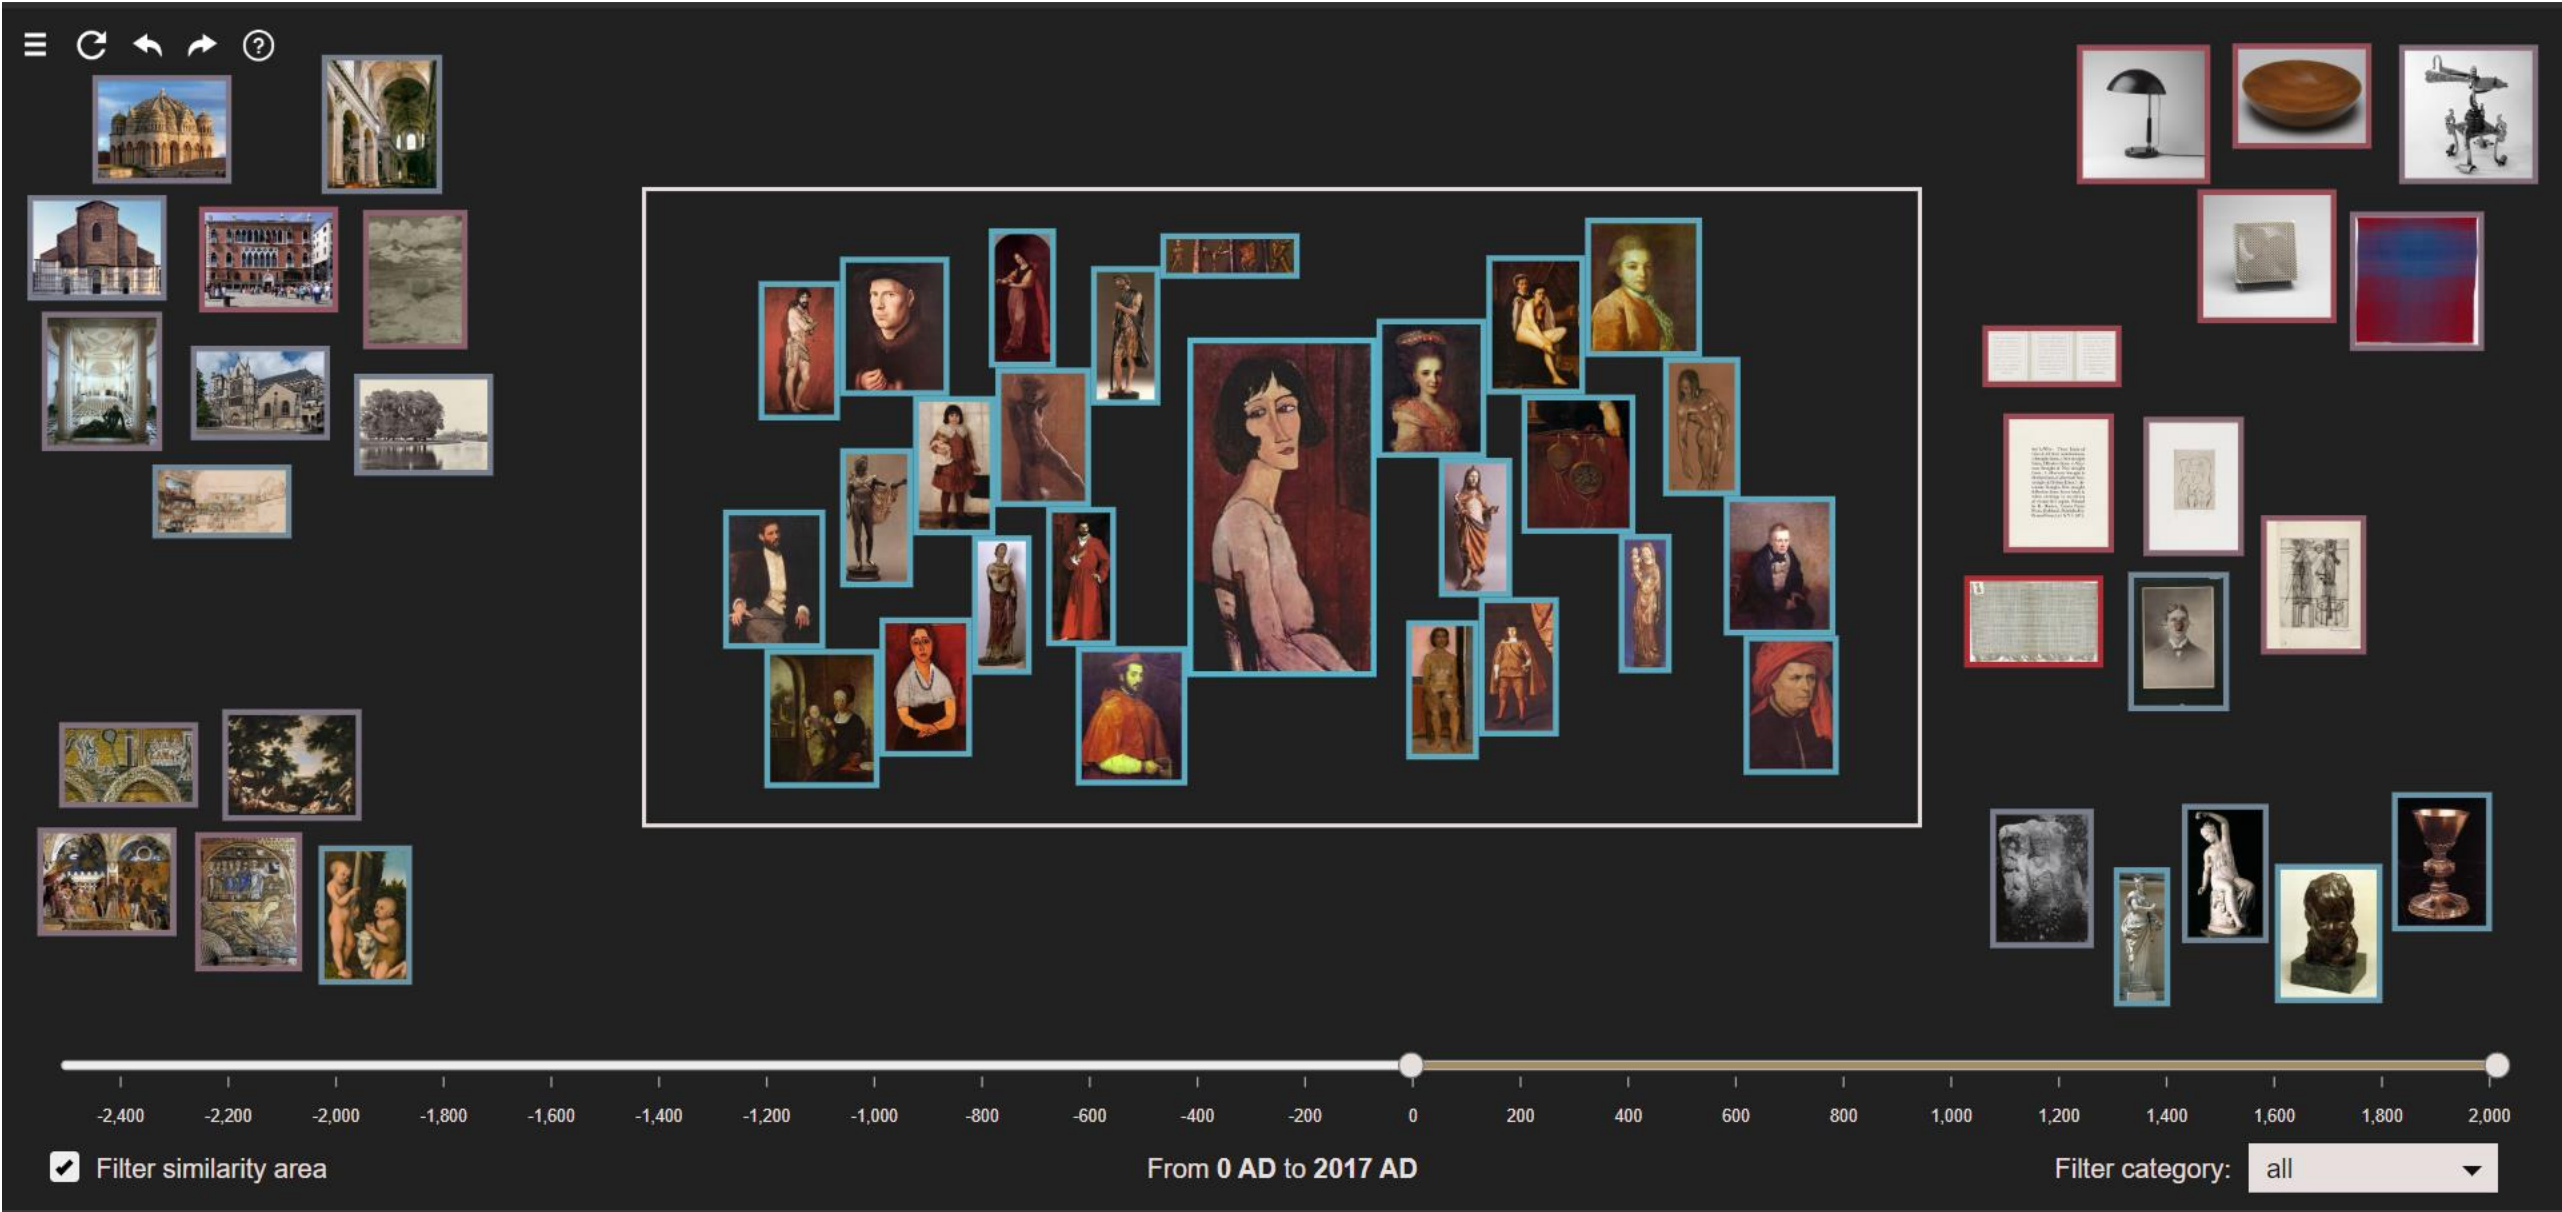 -2,400 -2,200 -2,000 -1,800 -1,600 -1,400 -1,200 -1,000 -800 -600 -400 -200 0 200 400 600 800 1,000 1,200 1,400 1,600 1,800 2,000
Filter similarity area From 0 AD to 2017 AD Filter category: all